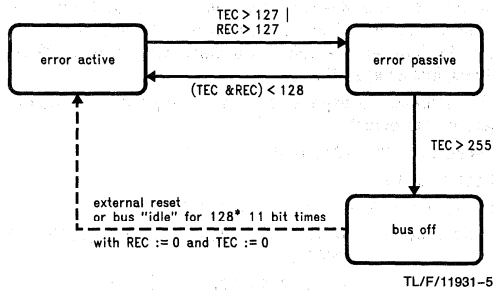 TEC > 127 |
REC > 127
error active
error passive
(TEC &REC) < 128
TEC > 255
external reset
or bus "idle" for 128* 11 bit times
with REC := 0 and TEC := 0
bus off
TL/F/11931-5